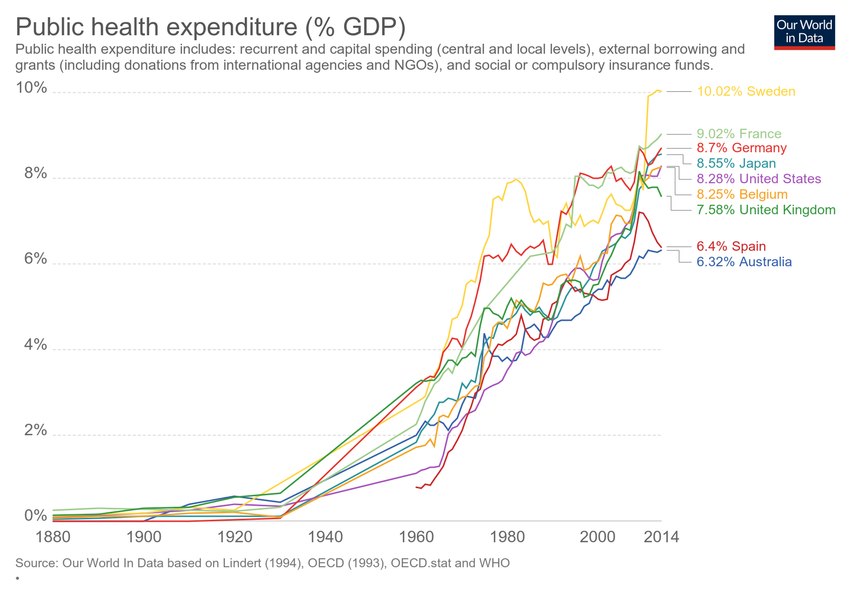 Public health expenditure (% GDP)
Our World
in Data
Public health expenditure includes: recurrent and capital spending (central and local levels), external borrowing and
grants (including donations from international agencies and NGOs), and social or compulsory insurance funds.
10%
8%
6%
4%
2%
0%
10.02% Sweden
9.02% France
8.7% Germany
8.55% Japan
8.28% United States
8.25% Belgium
7.58% United Kingdom
6.4% Spain
6.32% Australia
1880 1900 1920 1940 1960 1980 2000 2014
Source: Our World In Data based on Lindert (1994), OECD (1993), OECD.stat and WHO
•